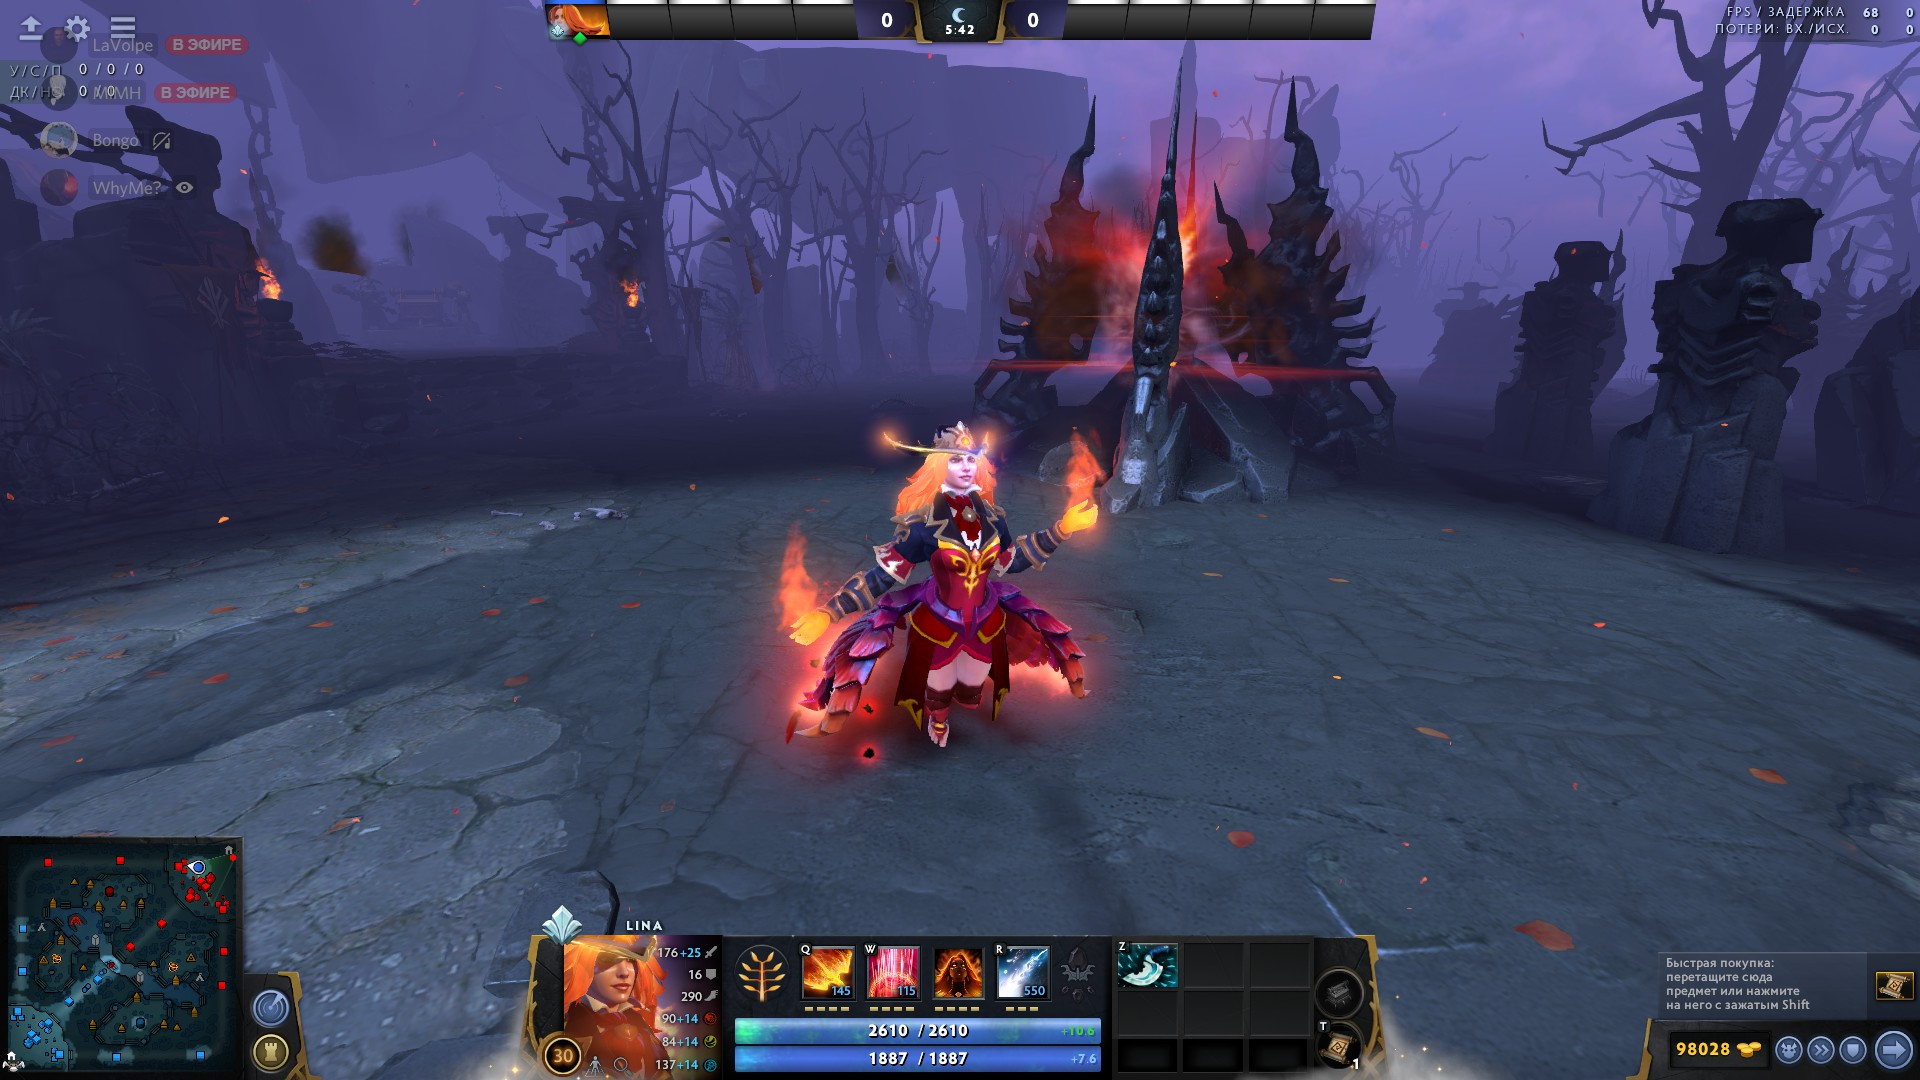 LaVolpe В ЭФИРЕ
У/С/П 0 / 0 / 0
ДК/НО 0 / 0
МИМН В ЭФИРЕ
Bongo
WhyMe?
0
5:42
0
FPS / ЗАДЕРЖКА 68 0
ПОТЕРИ: ВХ./ИСХ. 0 0
LINA
176+25
16
290
90+14
84+14
137+14
30
Q
145
W
115
R
550
2610 / 2610
+10.6
1887 / 1887
+7.6
Z
T
1
Быстрая покупка:
перетащите сюда
предмет или нажмите
на него с зажатым Shift
98028